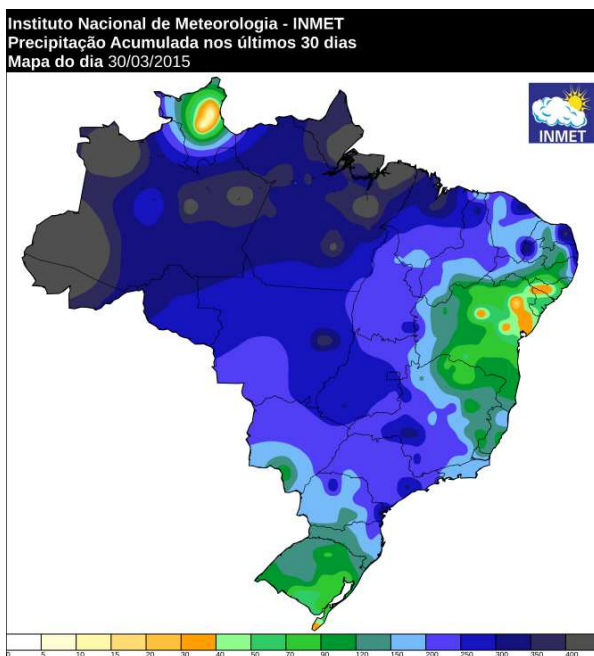 Instituto Nacional de Meteorologia - INMET
Precipitação Acumulada nos últimos 30 dias
Mapa do dia 30/03/2015
INMET
0 5 10 15 20 30 40 50 70 90 120 150 200 250 300 350 400